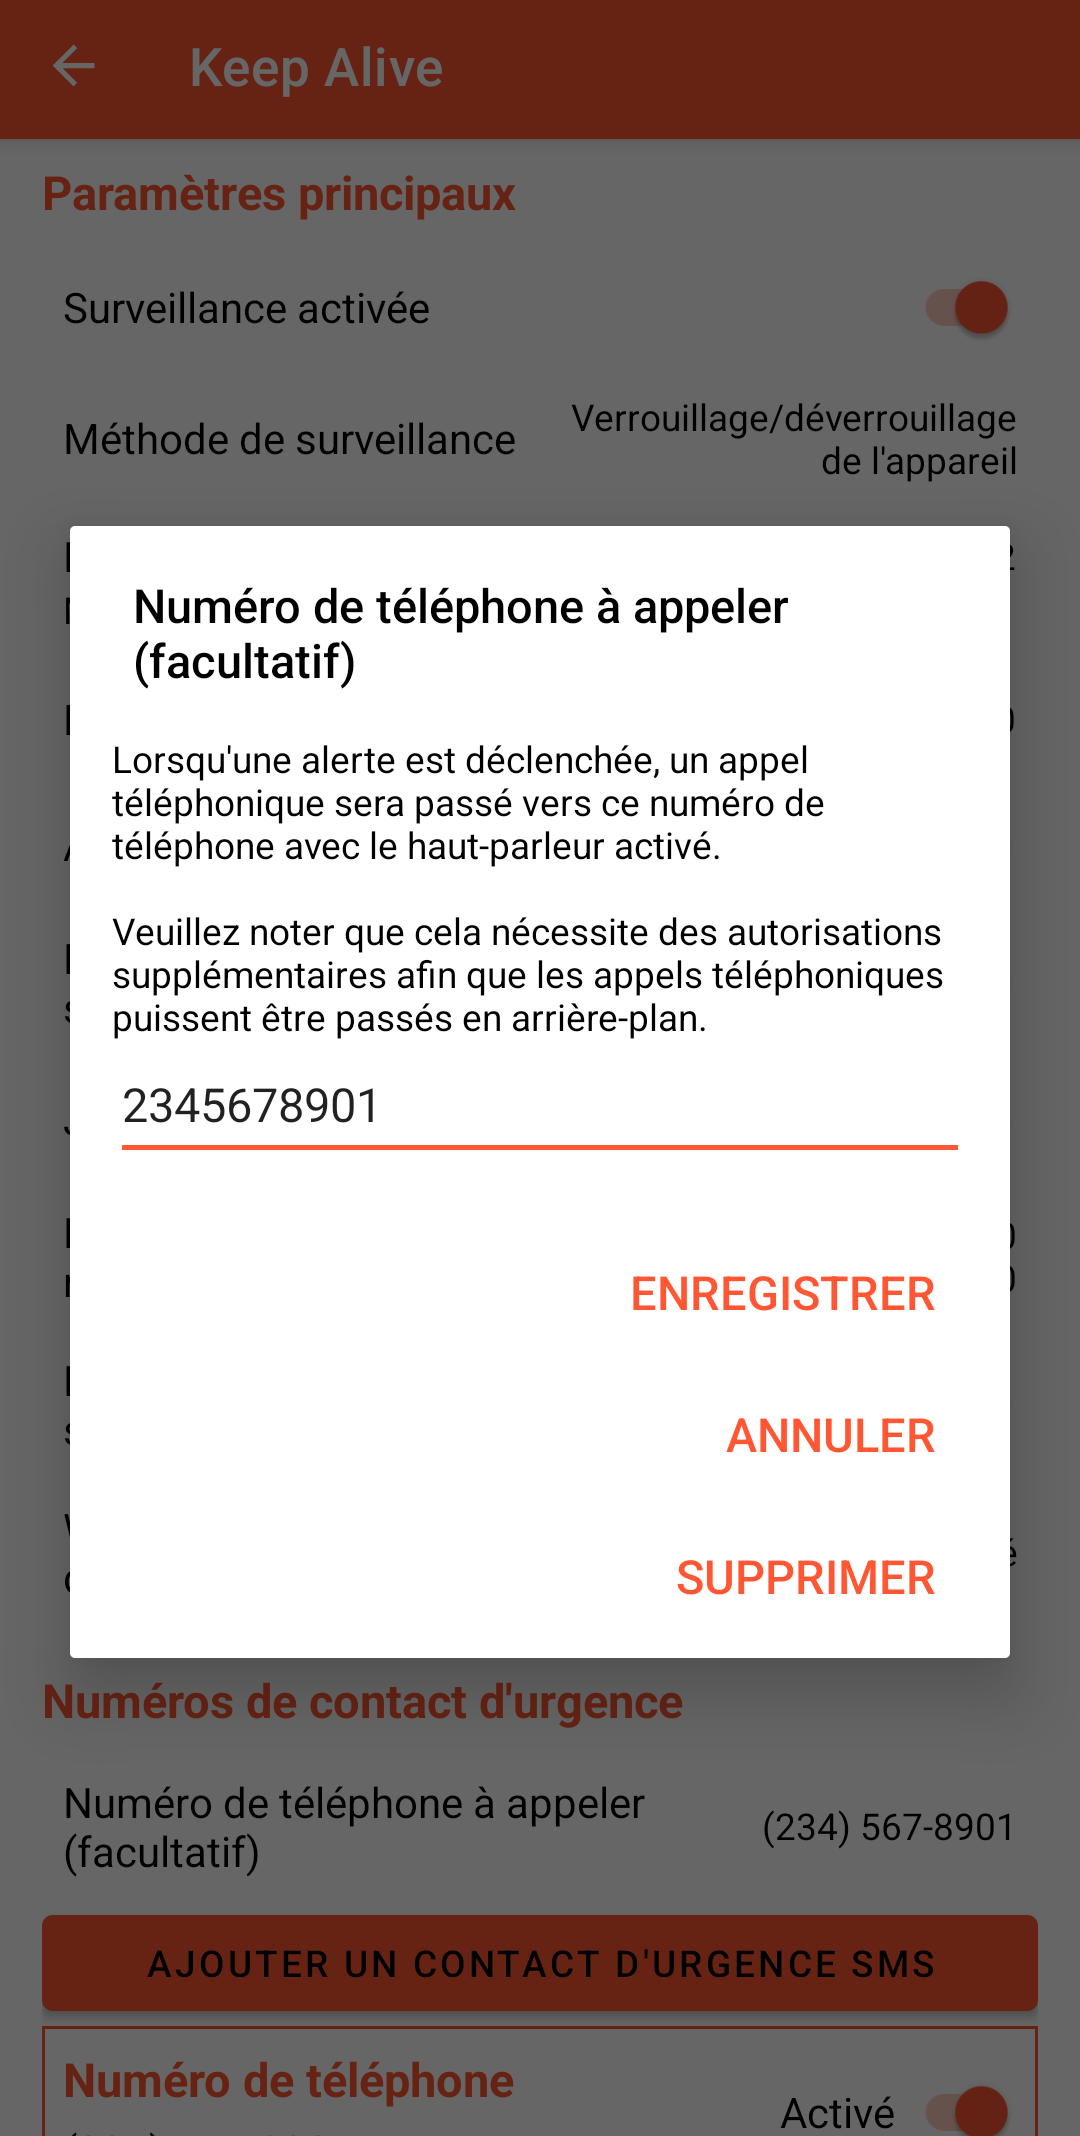 Keep Alive
Paramètres principaux
Surveillance activée
Méthode de surveillance
Verrouillage/déverrouillage
de l'appareil
Numéro de téléphone à appeler
(facultatif)
Lorsqu'une alerte est déclenchée, un appel
téléphonique sera passé vers ce numéro de
téléphone avec le haut-parleur activé.
Veuillez noter que cela nécessite des autorisations
supplémentaires afin que les appels téléphoniques
puissent être passés en arrière-plan.
2345678901
ENREGISTRER
ANNULER
SUPPRIMER
Numéros de contact d'urgence
Numéro de téléphone à appeler
(facultatif)
(234) 567-8901
AJOUTER UN CONTACT D'URGENCE SMS
Numéro de téléphone
Activé